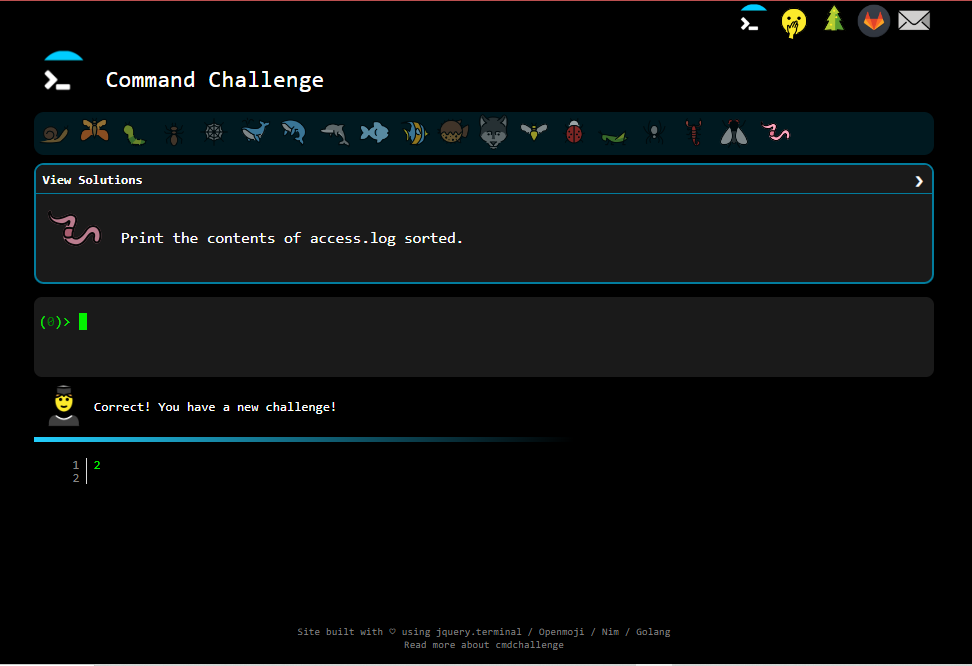 Command Challenge
View Solutions
Print the contents of access.log sorted.
(0)>
Correct! You have a new challenge!
1 2
2
Site built with ♡ using jquery.terminal / Openmoji / Nim / Golang
Read more about cmdchallenge